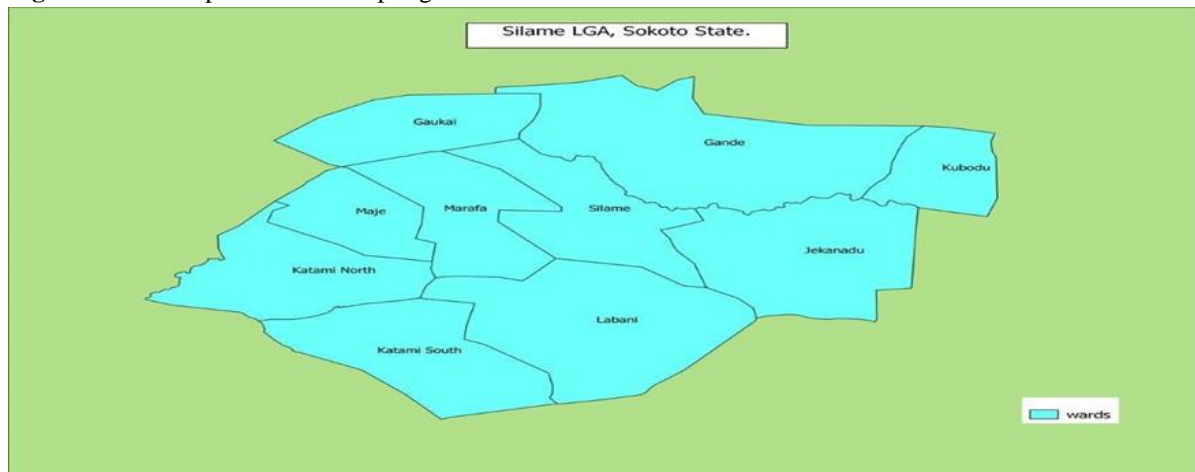 Silame LGA, Sokoto State.
Gaukai
Gande
Kubodu
Maje
Marafa
Silame
Jekanadu
Katami North
Labani
Katami South
wards